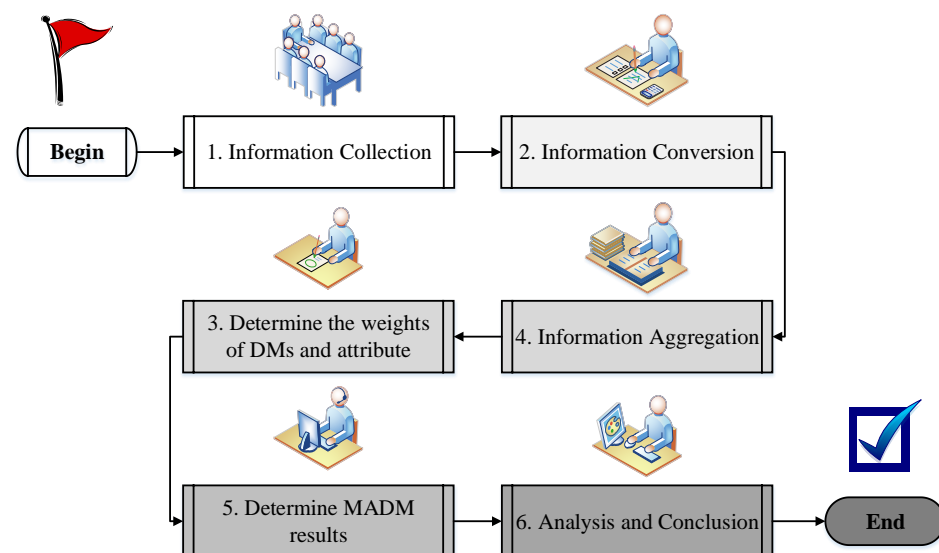 Begin
1. Information Collection
2. Information Conversion
3. Determine the weights
of DMs and attribute
4. Information Aggregation
5. Determine MADM
results
6. Analysis and Conclusion
End